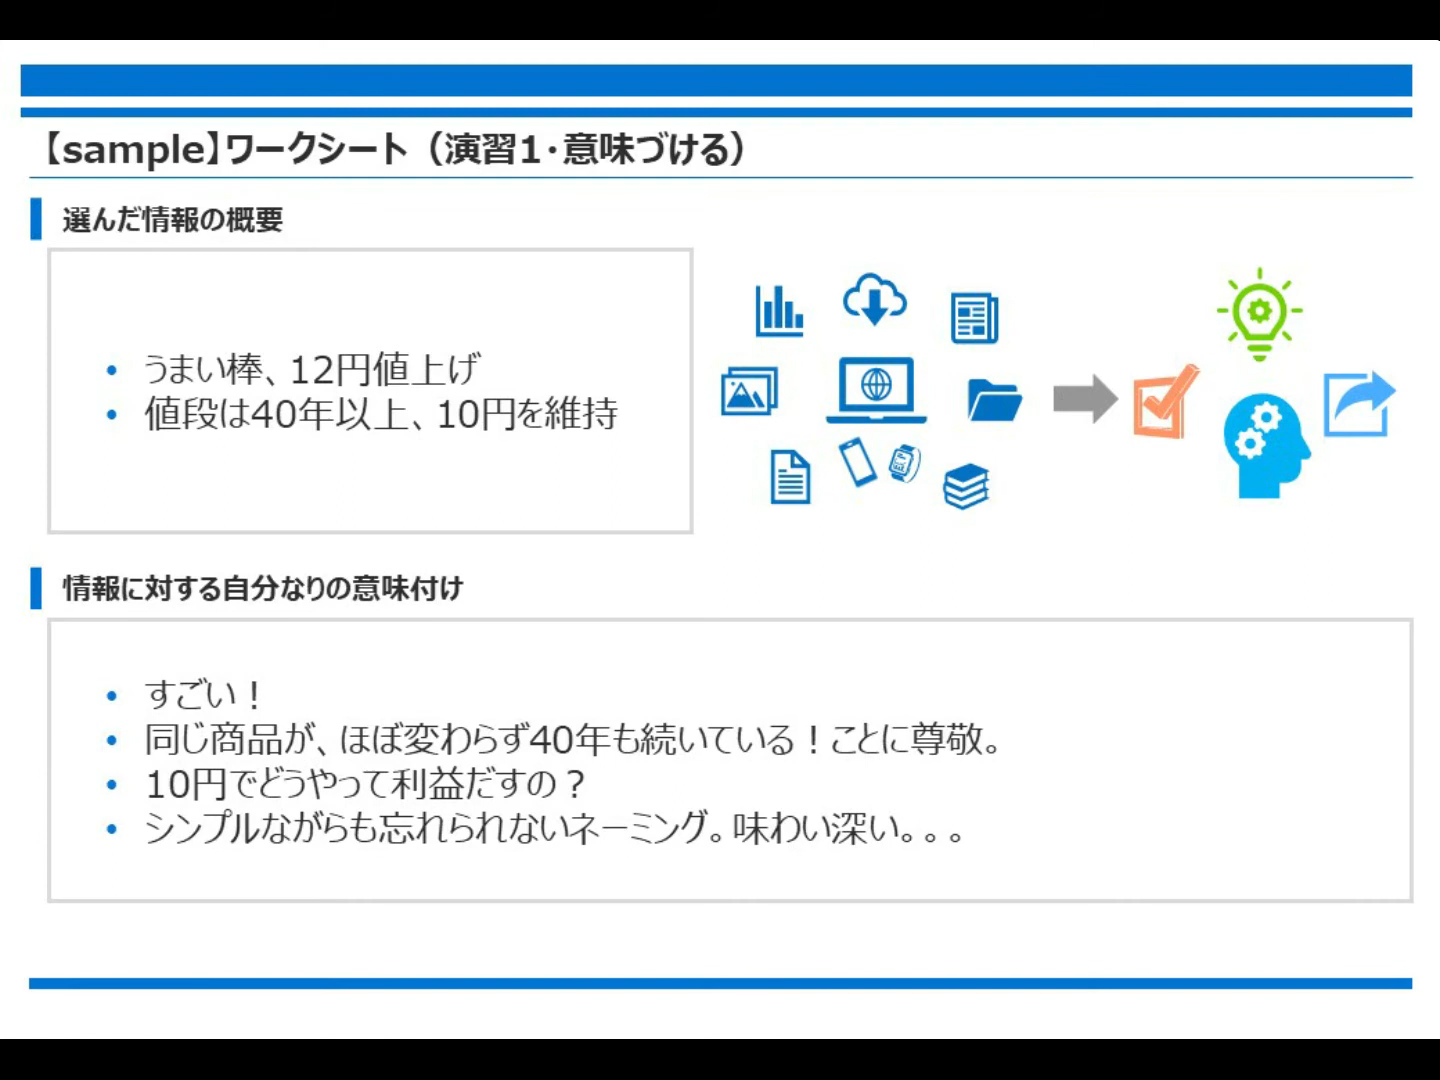 【sample】ワークシート（演習1・意味づける）
選んだ情報の概要
• うまい棒、12円値上げ
• 値段は40年以上、10円を維持
情報に対する自分なりの意味付け
• すごい！
• 同じ商品が、ほぼ変わらず40年も続いている！ことに尊敬。
• 10円でどうやって利益だすの？
• シンプルながらも忘れられないネーミング。味わい深い。。。